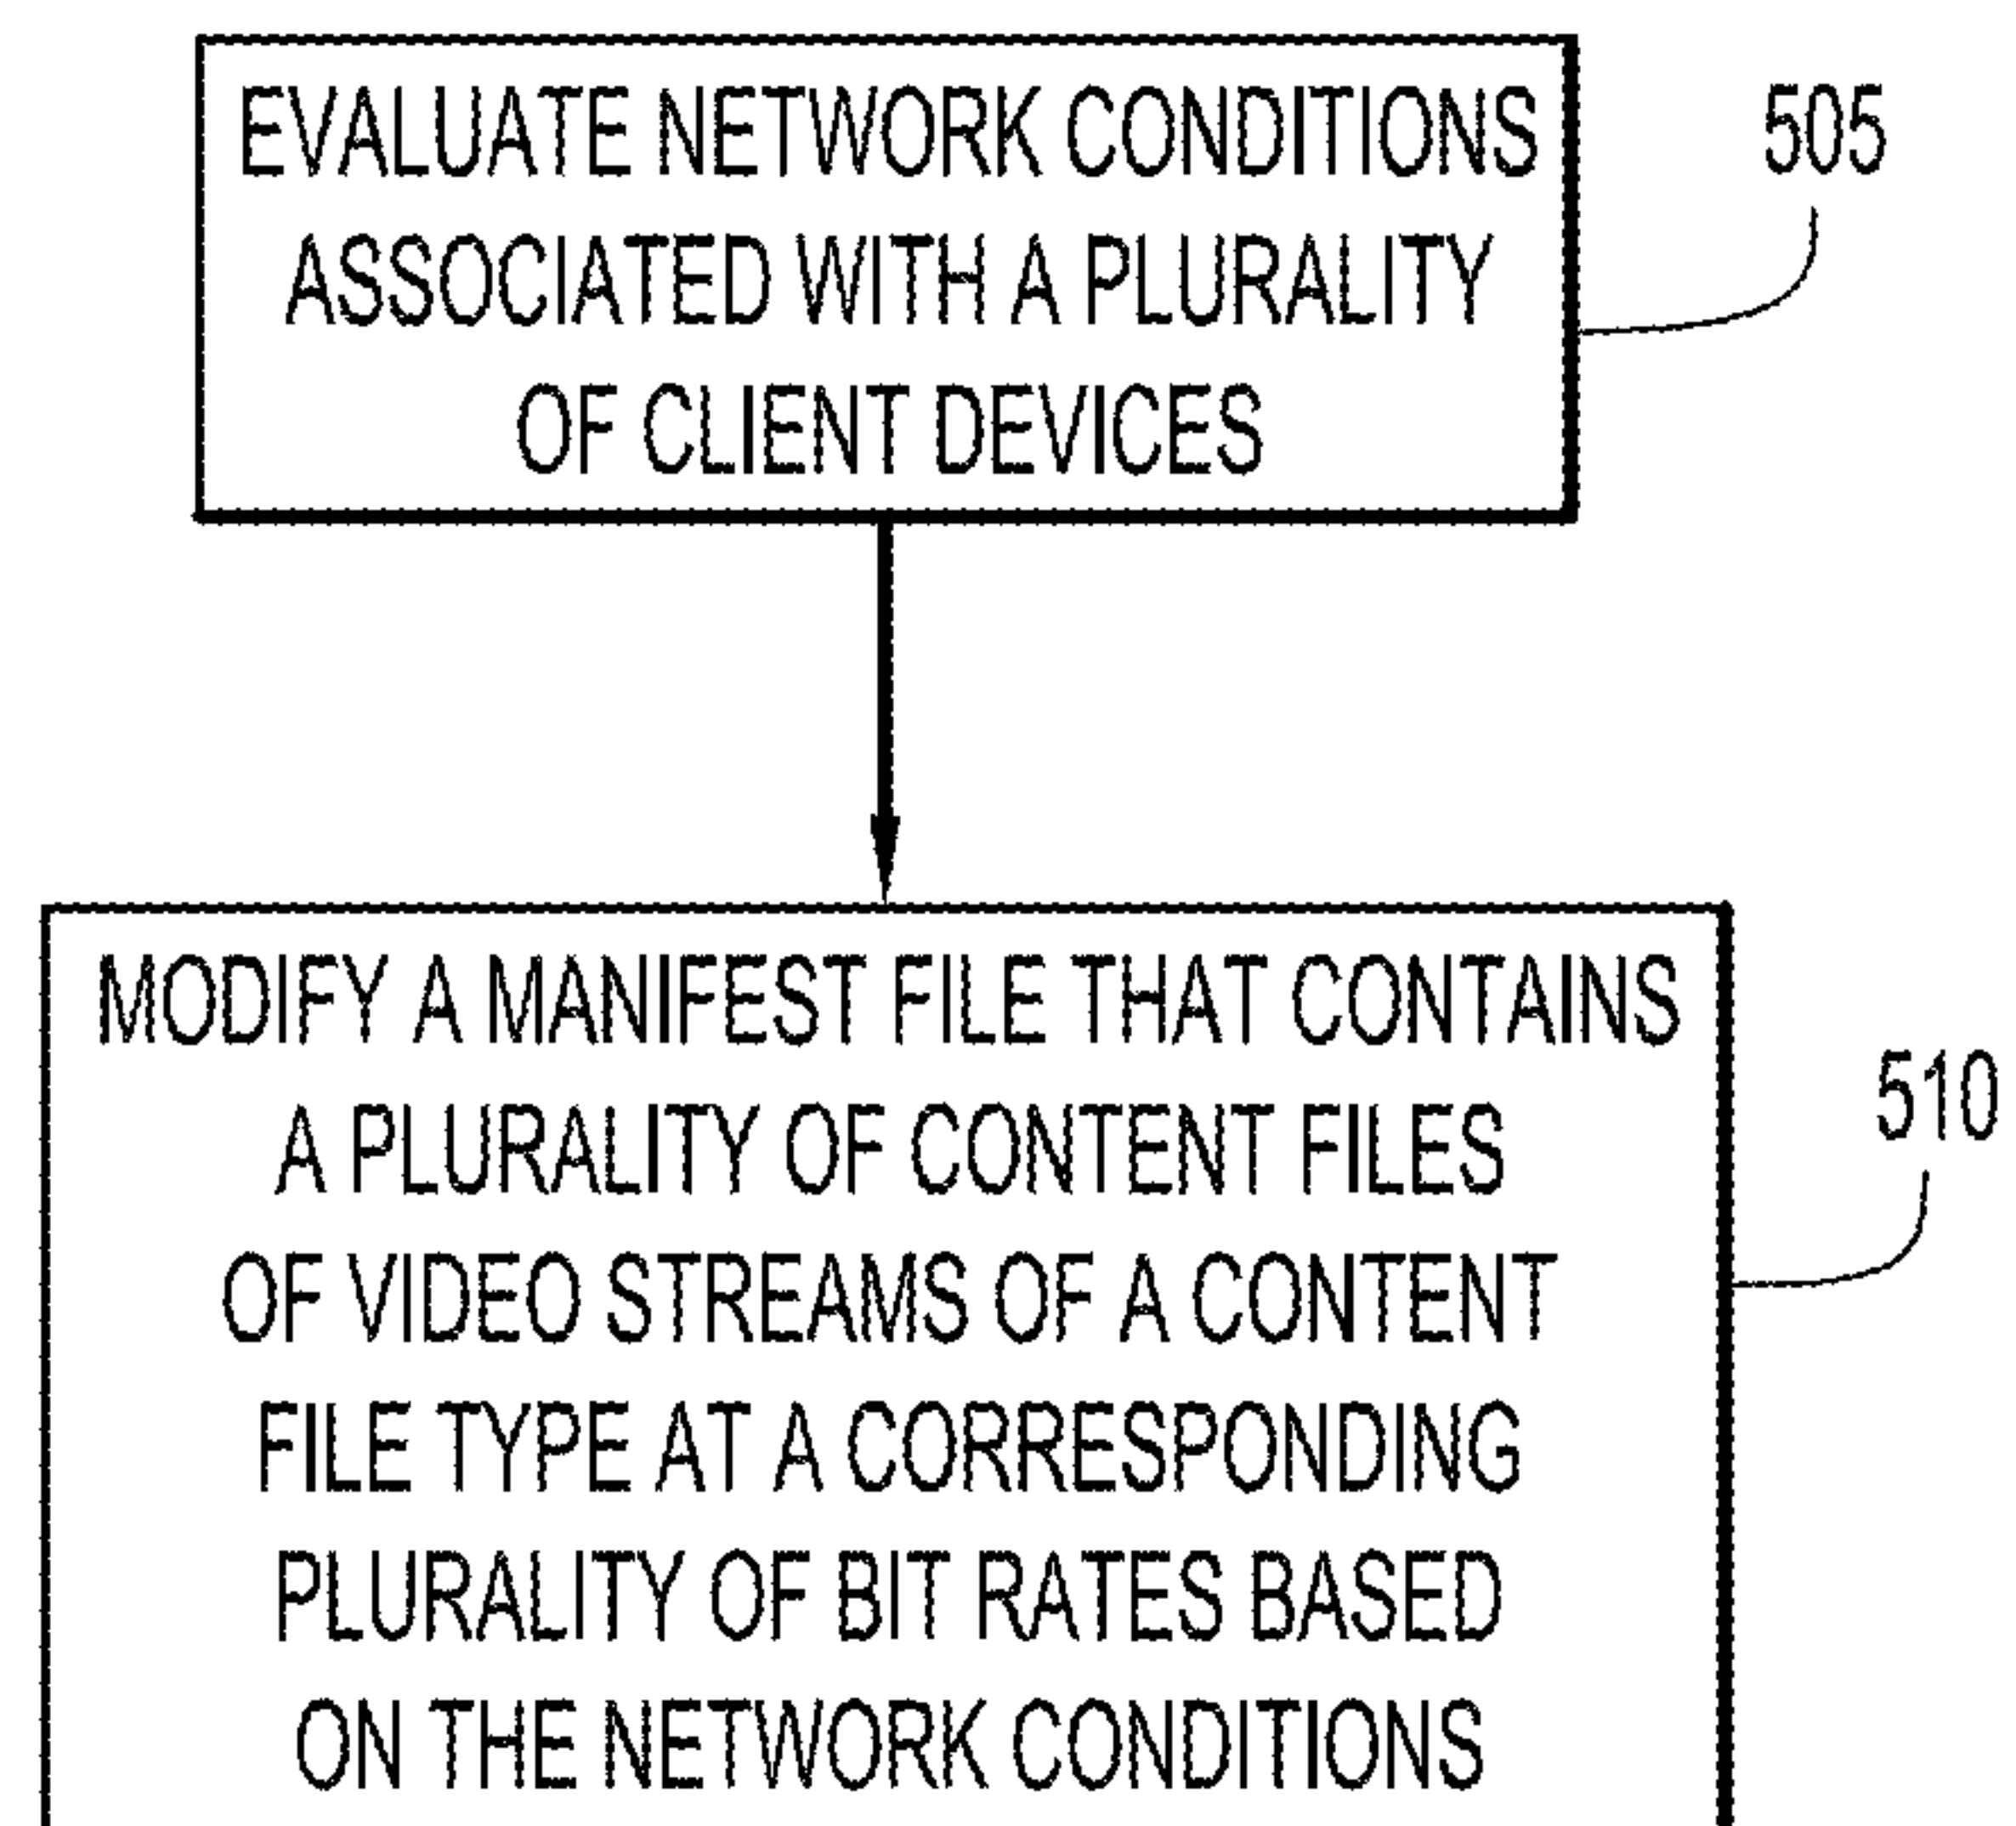 EVALUATE NETWORK CONDITIONS
ASSOCIATED WITH A PLURALITY
OF CLIENT DEVICES
505
MODIFY A MANIFEST FILE THAT CONTAINS
A PLURALITY OF CONTENT FILES
OF VIDEO STREAMS OF A CONTENT
FILE TYPE AT A CORRESPONDING
PLURALITY OF BIT RATES BASED
ON THE NETWORK CONDITIONS
510